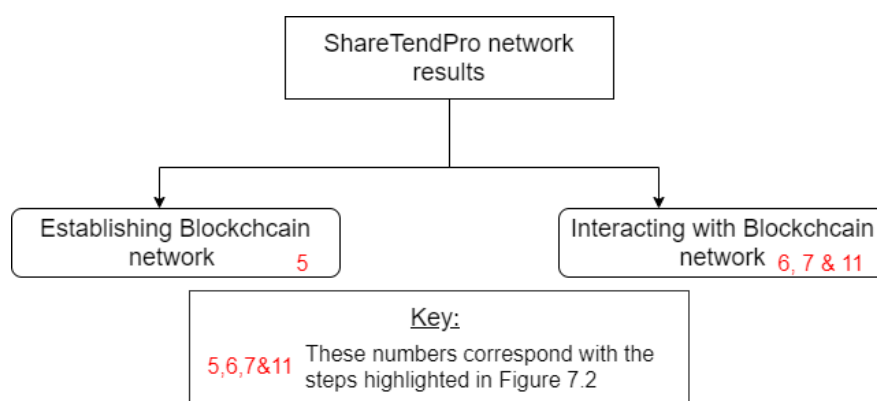 ShareTendPro network
results
Establishing Blockchcain
network 5
Interacting with Blockchcain
network 6, 7 & 11
Key:
5,6,7&11 These numbers correspond with the
steps highlighted in Figure 7.2